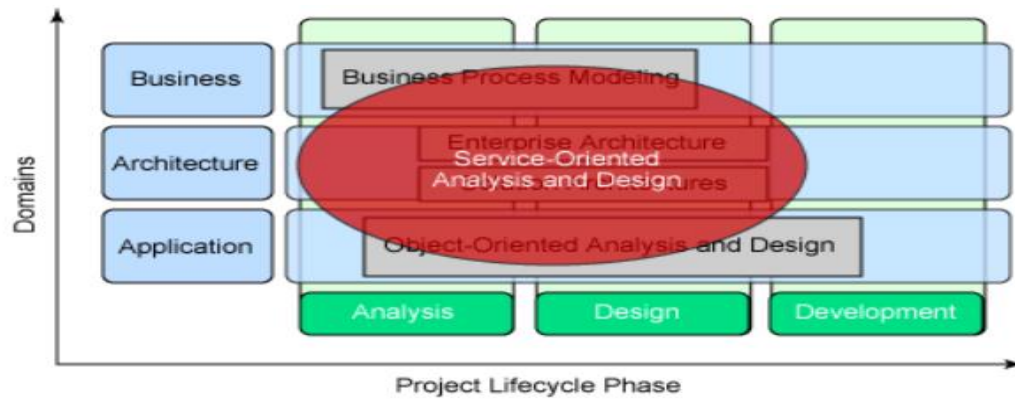 Domains
Business
Business Process Modeling
Architecture
Enterprise Architecture
Service-Oriented
Analysis and Design
Architectures
Application
Object-Oriented Analysis and Design
Analysis
Design
Development
Project Lifecycle Phase